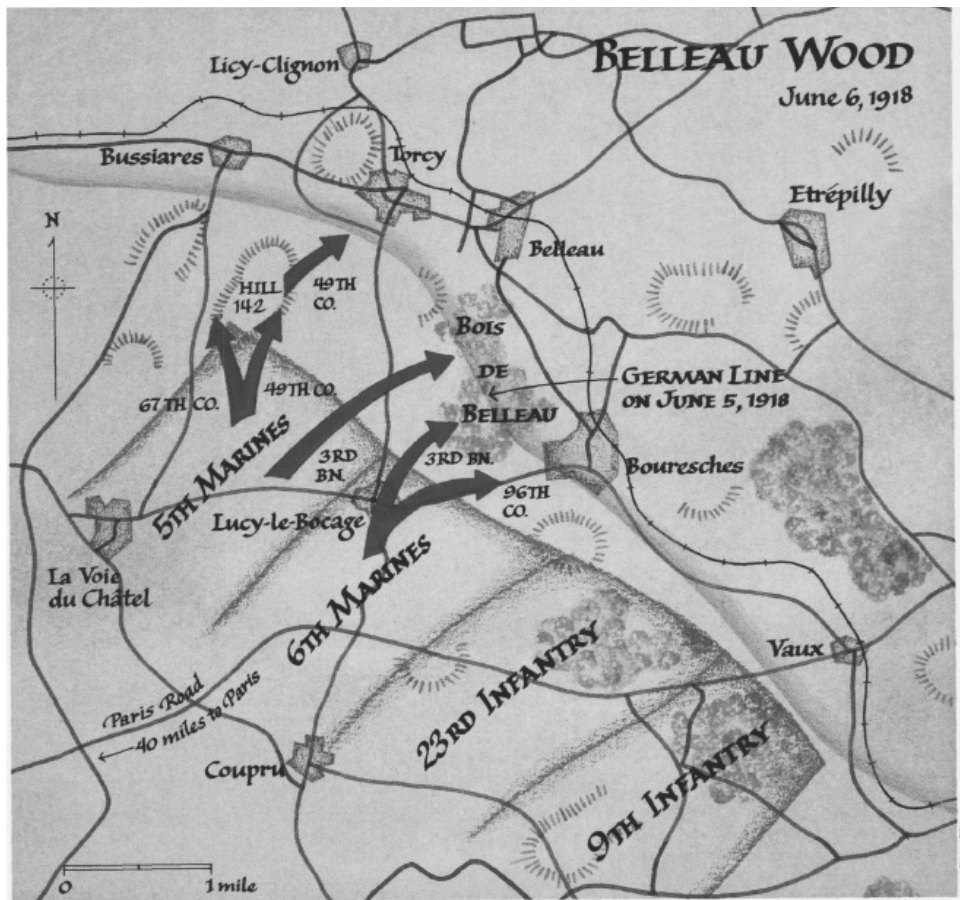 BELLEAU WOOD
June 6, 1918
Licy-Clignon
Bussiares
Torcy
Etrépilly
N
Belleau
HILL
142
49TH
CO.
BOIS
DE
BELLEAU
GERMAN LINE
ON JUNE 5, 1918
67TH CO.
49TH CO.
5TH MARINES
3RD
BN.
3RD BN.
96TH
CO.
Bouresches
Lucy-le-Bocage
La Voie
du Châtel
6TH MARINES
23RD INFANTRY
Vaux
Paris Road
40 miles to Paris
Coupru
9TH INFANTRY
0
1 mile